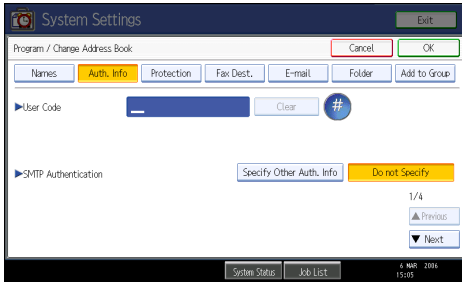 System Settings
Exit
Program / Change Address Book
Cancel
OK
Names
Auth. Info
Protection
Fax Dest.
E-mail
Folder
Add to Group
▶User Code
Clear
#
▶SMTP Authentication
Specify Other Auth. Info
Do not Specify
1/4
▲ Previous
▼ Next
System Status
Job List
6 MAR 2006
15:05